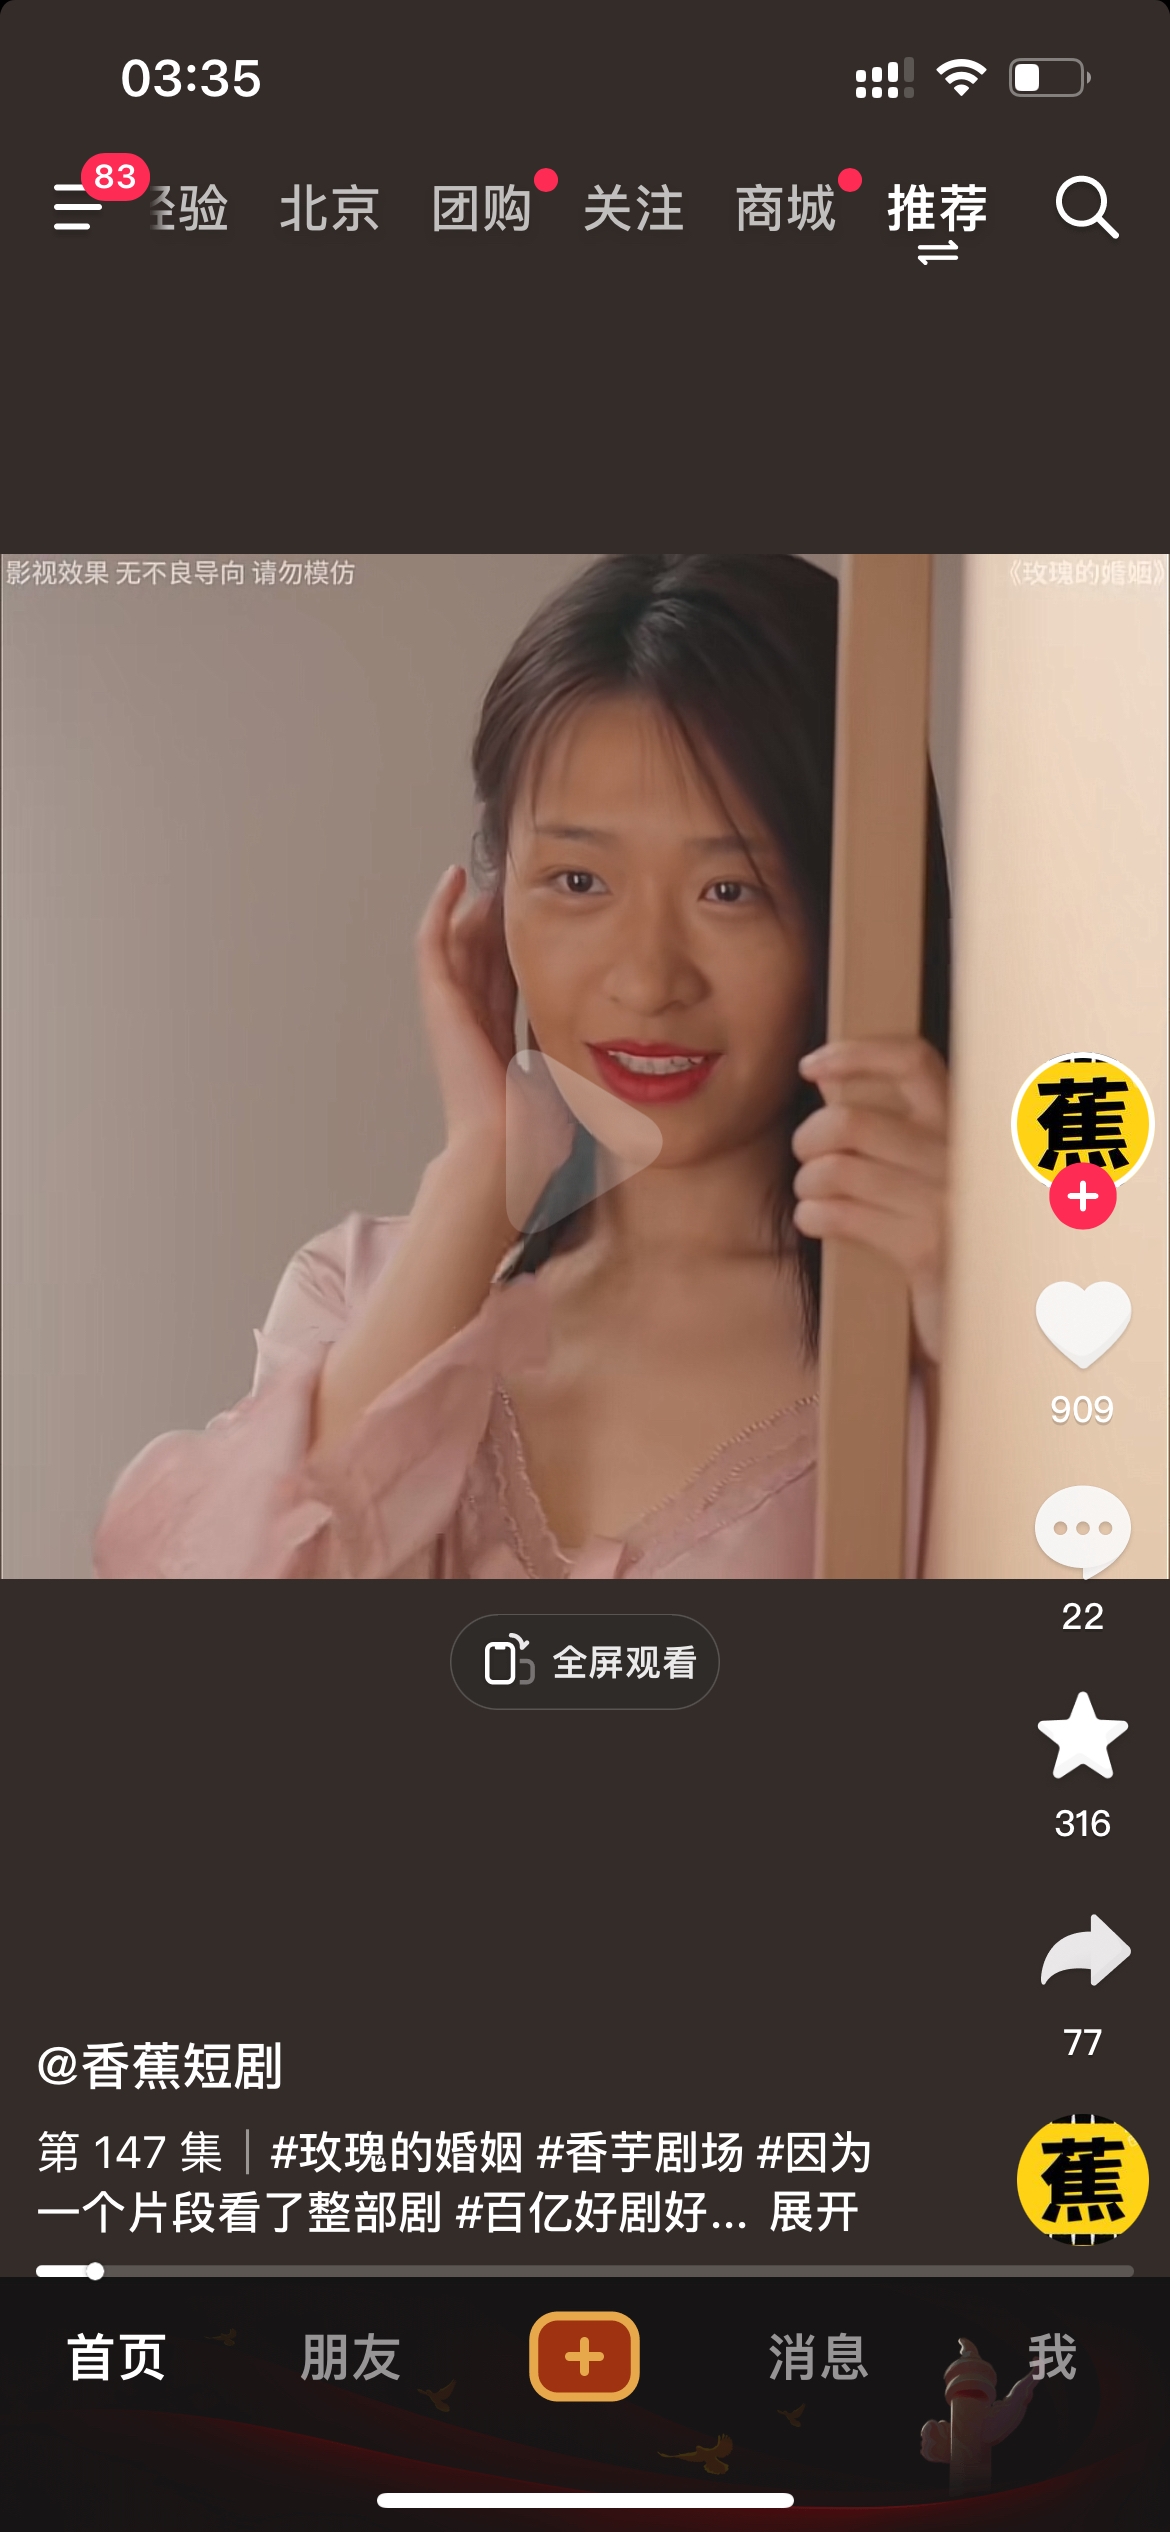 03:35
83
验 北京 团购 关注 商城 推荐
影视效果 无不良导向 请勿模仿
《玫瑰的婚姻》
蕉
909
22
全屏观看
316
77
@香蕉短剧
第 147 集｜#玫瑰的婚姻 #香芋剧场 #因为
一个片段看了整部剧 #百亿好剧好... 展开
蕉
首页 朋友 消息 我